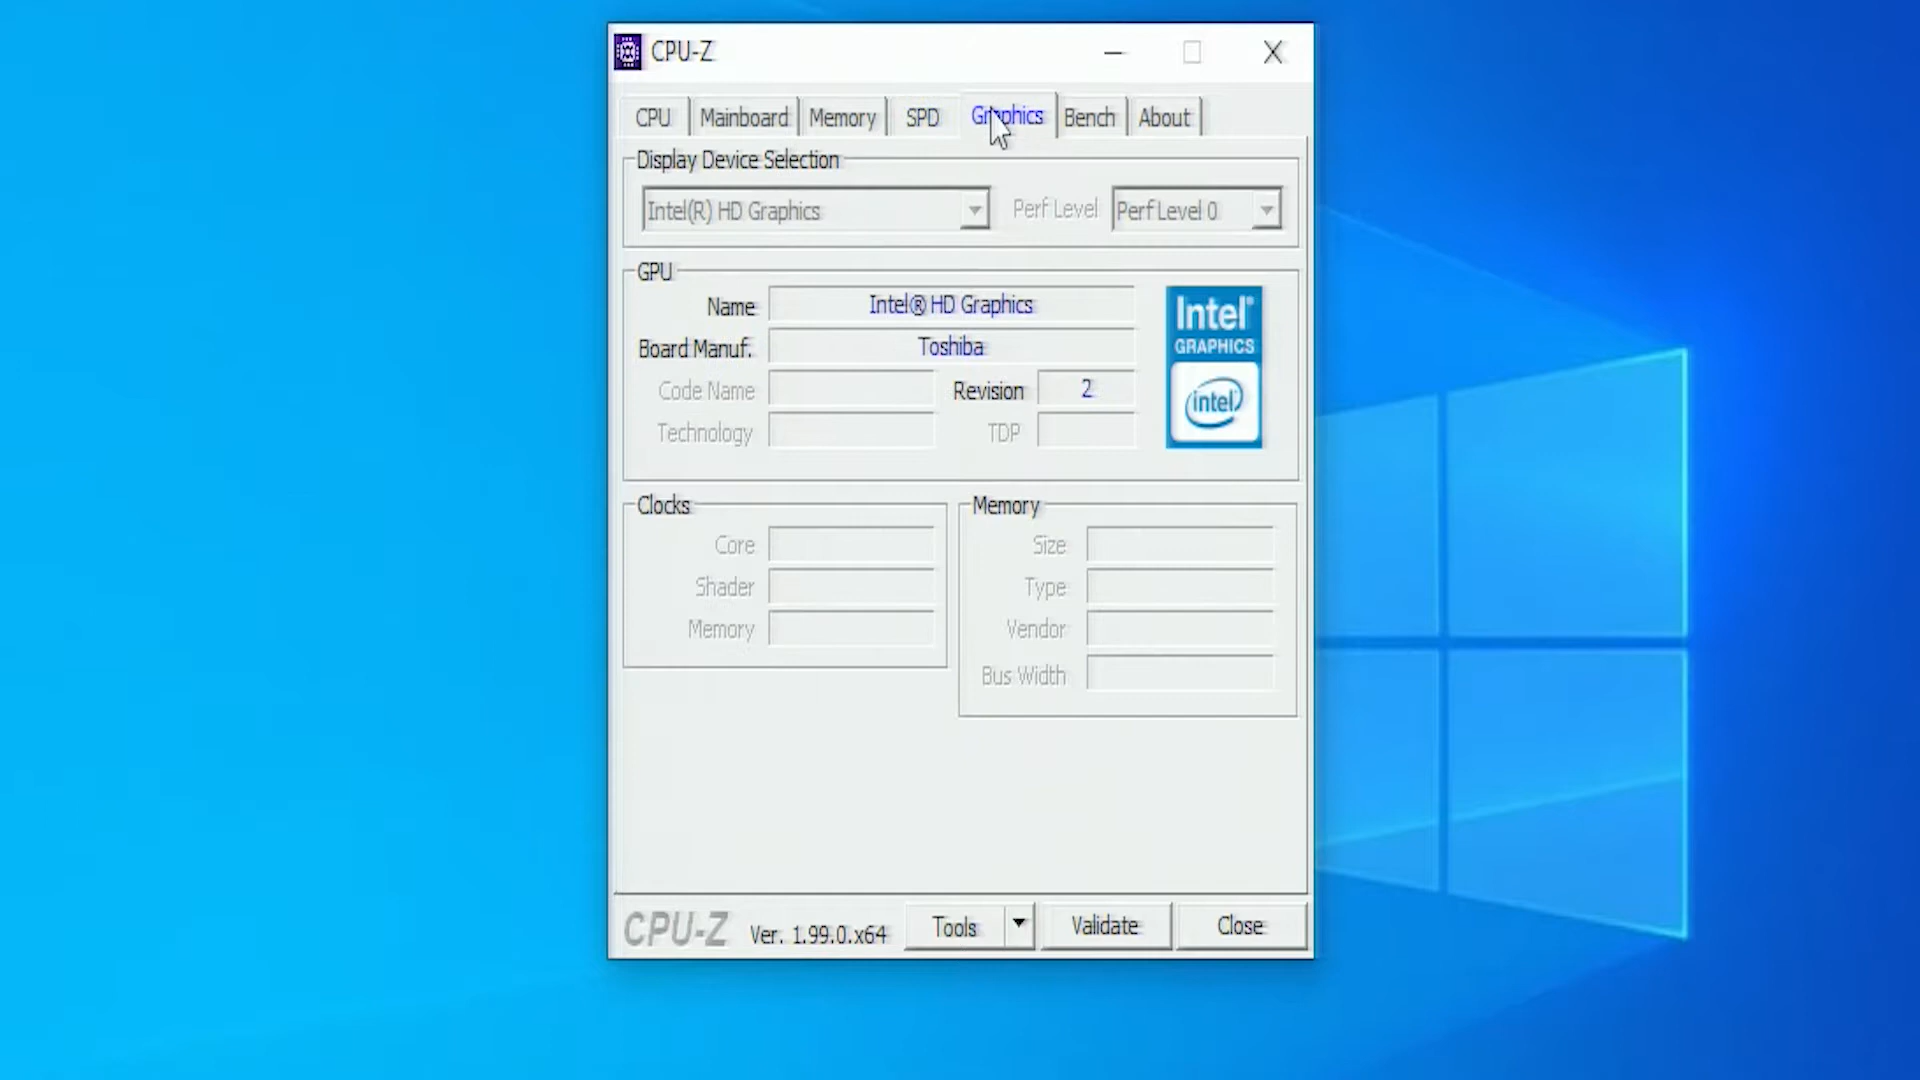 CPU-Z
CPU Mainboard Memory SPD Graphics Bench About
Display Device Selection
Intel(R) HD Graphics Perf Level Perf Level 0
GPU
Name Intel® HD Graphics
Board Manuf. Toshiba
Code Name Revision 2
Technology TDP
Intel®
GRAPHICS
intel
Clocks
Core
Shader
Memory
Memory
Size
Type
Vendor
Bus Width
CPU-Z Ver. 1.99.0.x64 Tools Validate Close